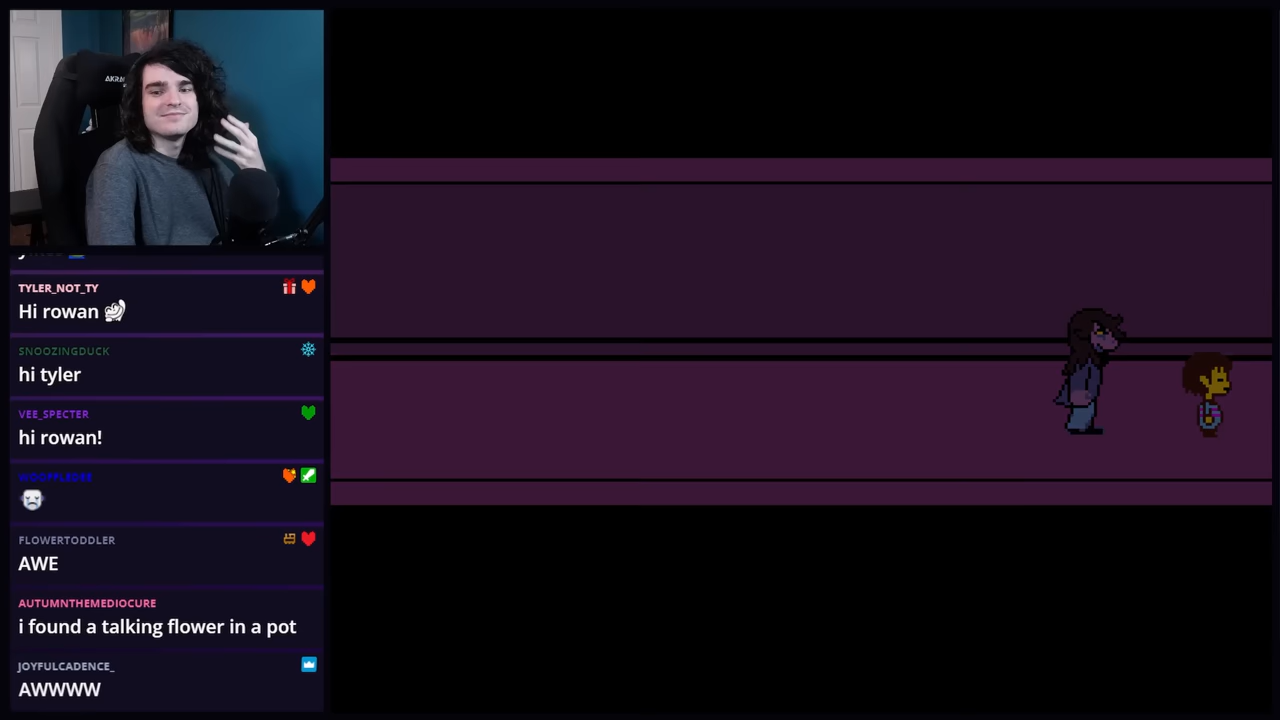 AKRA
TYLER_NOT_TY
Hi rowan
SNOOZINGDUCK
hi tyler
VEE_SPECTER
hi rowan!
FLOWERTODDLER
AWE
AUTUMNTHEMEDIOCURE
i found a talking flower in a pot
JOYFULCADENCE_
AWWWW